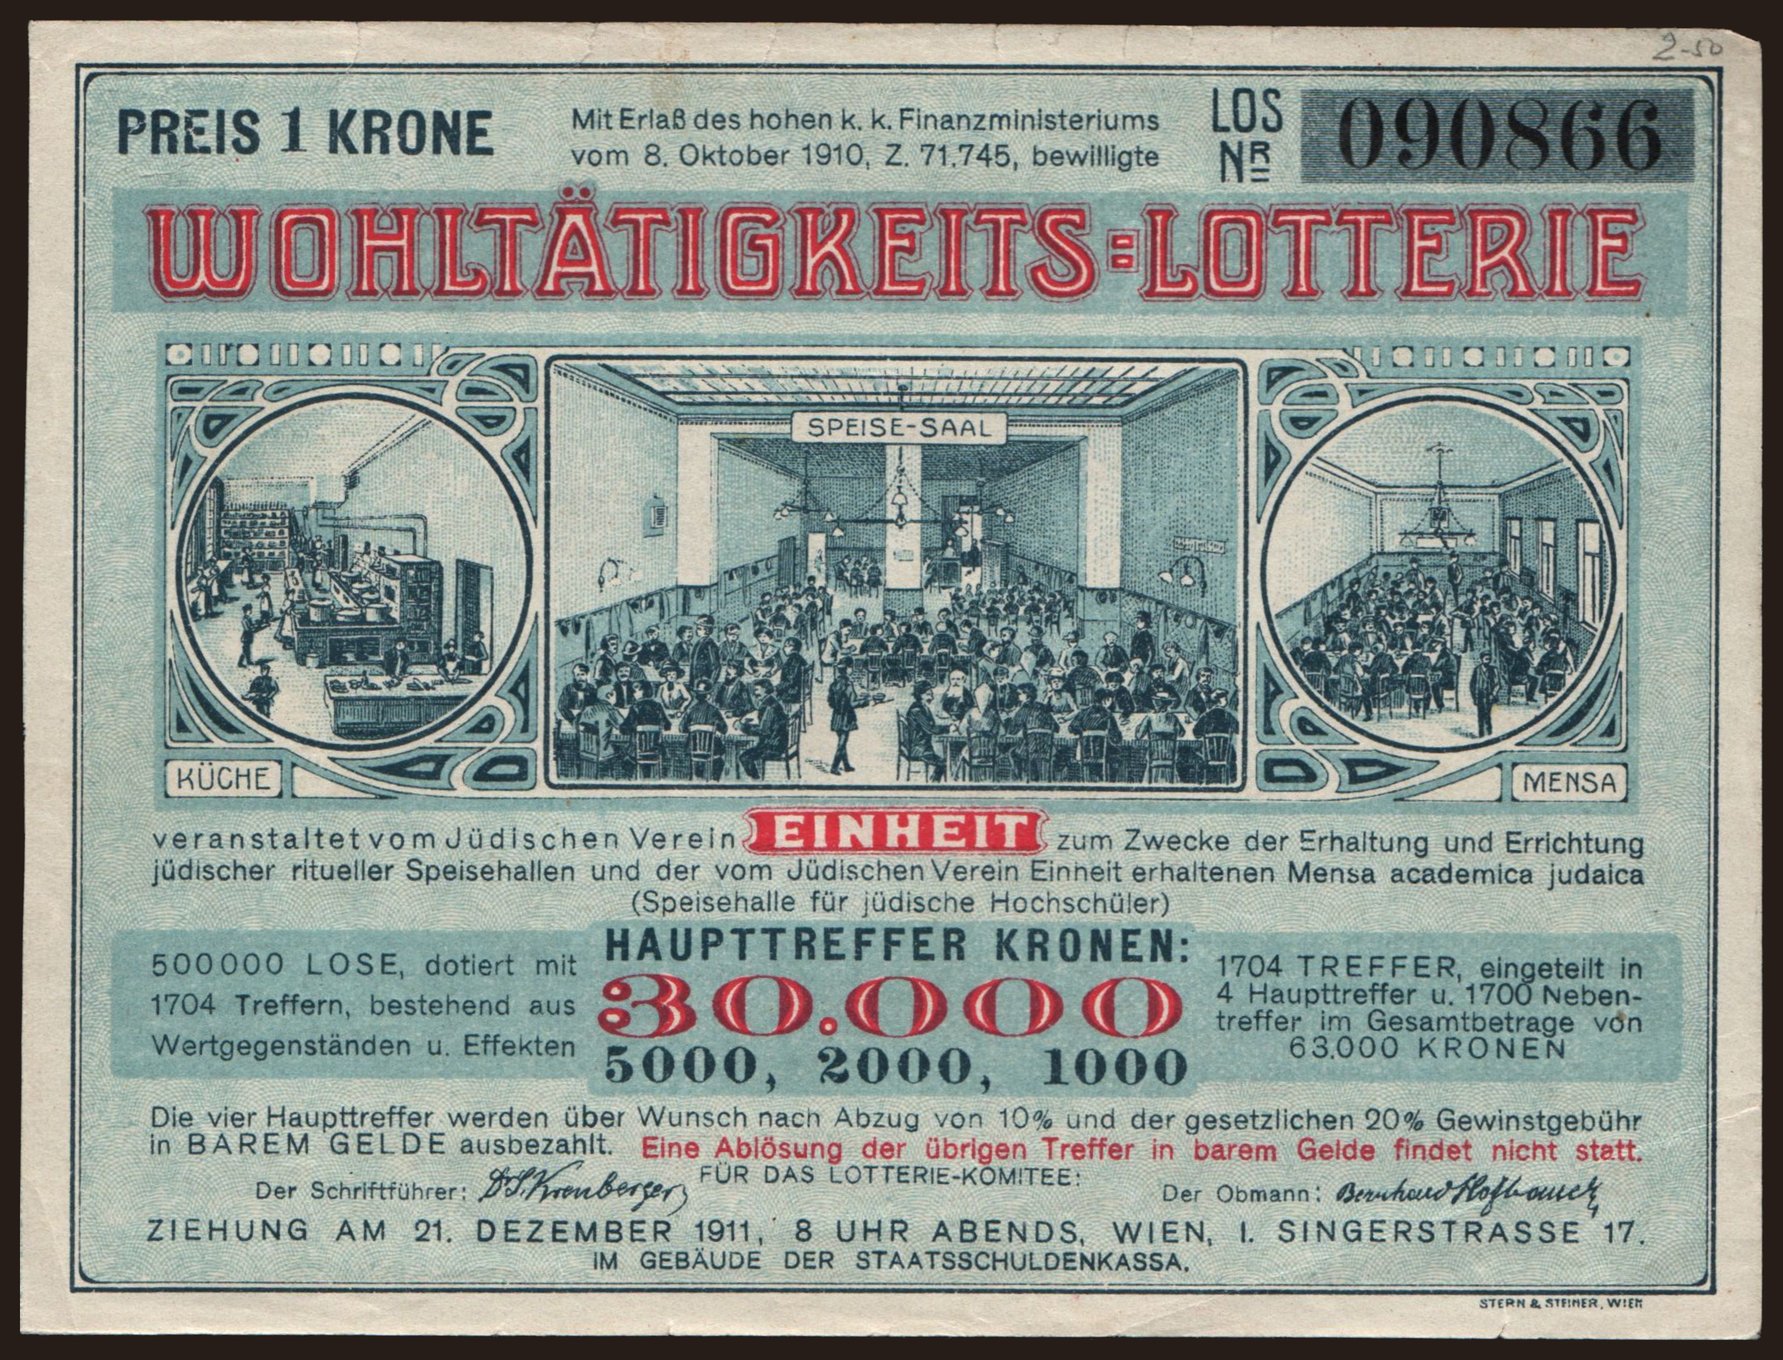 2-50
PREIS 1 KRONE
Mit Erlaß des hohen k. k. Finanzministeriums
vom 8. Oktober 1910, Z. 71.745, bewilligte
LOS
NR
090866
WOHLTÄTIGKEITS=LOTTERIE
SPEISE-SAAL
KÜCHE
MENSA
veranstaltet vom Jüdischen Verein EINHEIT zum Zwecke der Erhaltung und Errichtung
jüdischer ritueller Speisehallen und der vom Jüdischen Verein Einheit erhaltenen Mensa academica judaica
(Speisehalle für jüdische Hochschüler)
500000 LOSE, dotiert mit
1704 Treffern, bestehend aus
Wertgegenständen u. Effekten
HAUPTTREFFER KRONEN:
30.000
5000, 2000, 1000
1704 TREFFER, eingeteilt in
4 Haupttreffer u. 1700 Neben-
treffer im Gesamtbetrage von
63.000 KRONEN
Die vier Haupttreffer werden über Wunsch nach Abzug von 10% und der gesetzlichen 20% Gewinstgebühr
in BAREM GELDE ausbezahlt. Eine Ablösung der übrigen Treffer in barem Gelde findet nicht statt.
FÜR DAS LOTTERIE-KOMITEE:
Der Schriftführer: Dr S. Krenberger
Der Obmann: Bernhard Hofbauer
ZIEHUNG AM 21. DEZEMBER 1911, 8 UHR ABENDS, WIEN, I. SINGERSTRASSE 17.
IM GEBÄUDE DER STAATSSCHULDENKASSA.
STERN & STEINER, WIEN